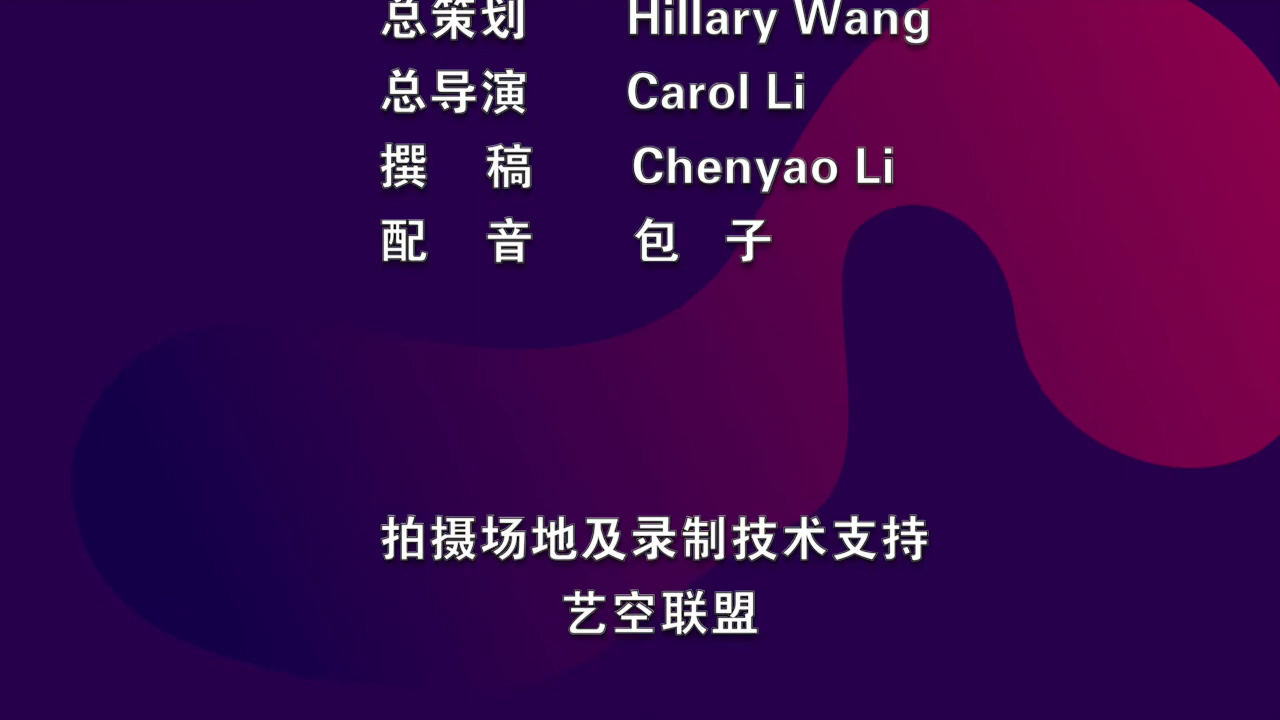 总策划 Hillary Wang
总导演 Carol Li
撰 稿 Chenyao Li
配 音 包 子
拍摄场地及录制技术支持
艺空联盟